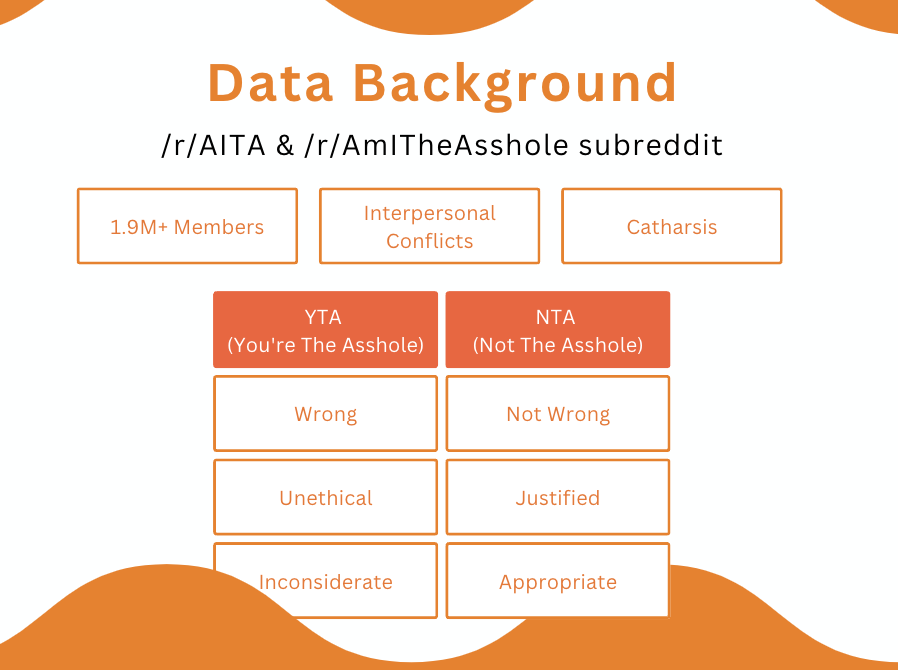 Data Background
/r/AITA & /r/AmITheAsshole subreddit
1.9M+ Members
Interpersonal
Conflicts
Catharsis
YTA
(You're The Asshole)
NTA
(Not The Asshole)
Wrong
Not Wrong
Unethical
Justified
Inconsiderate
Appropriate